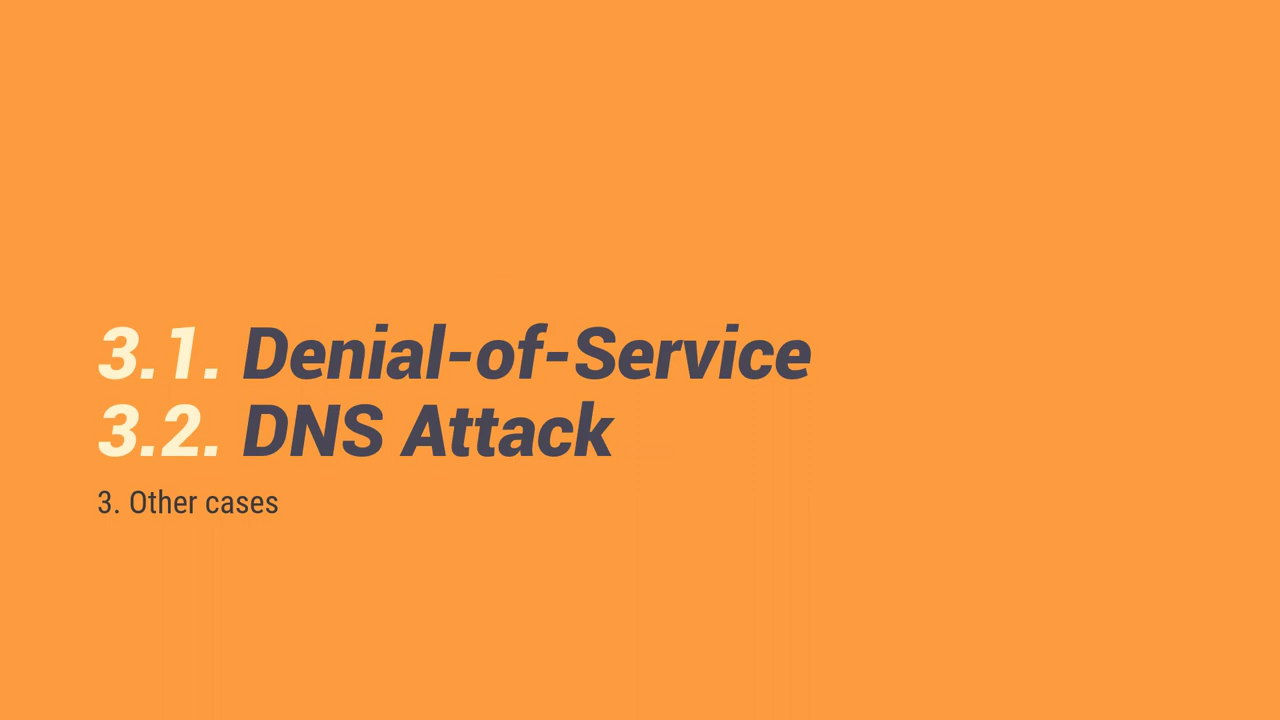 3.1. Denial-of-Service
3.2. DNS Attack
3. Other cases